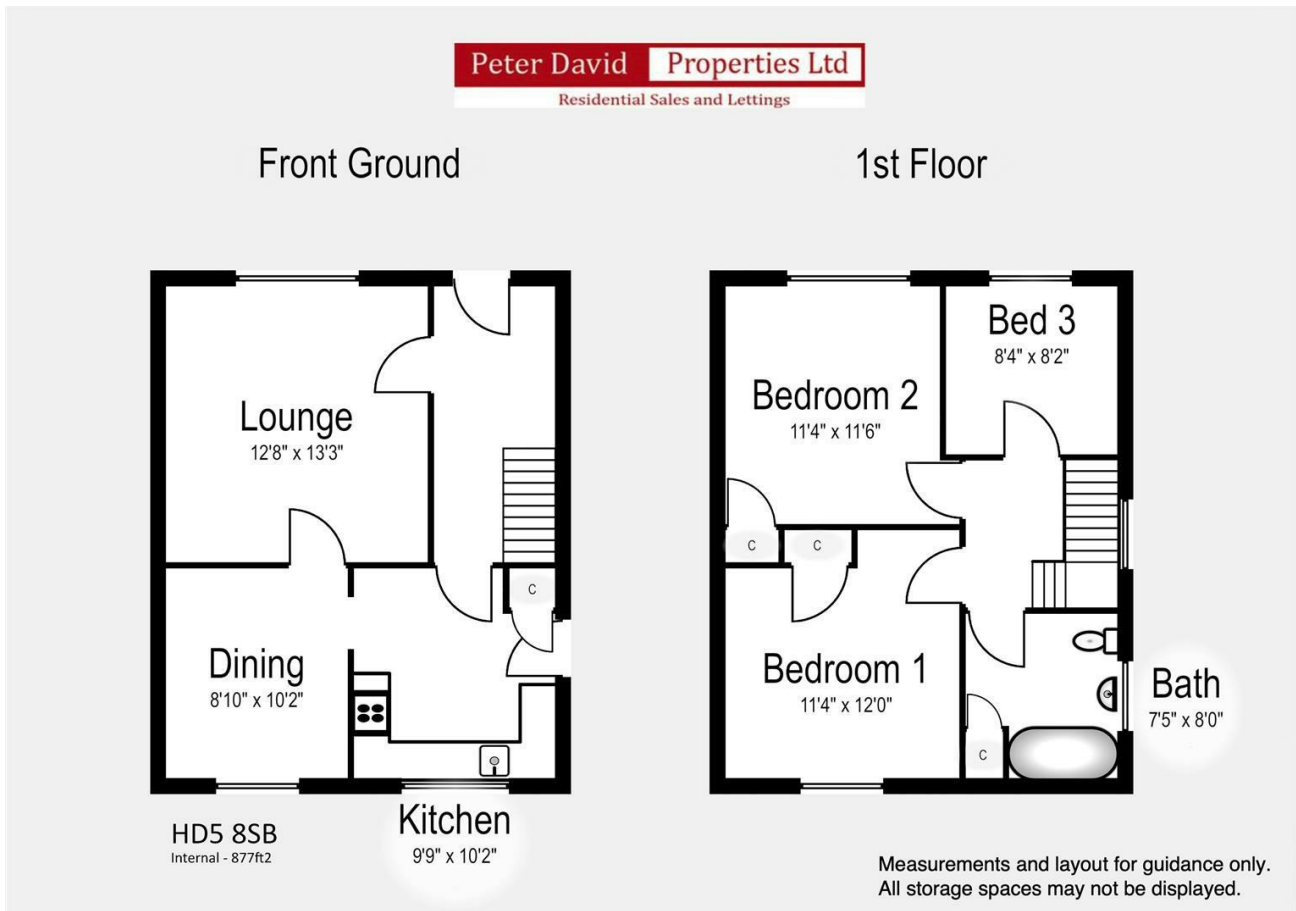 Peter David Properties Ltd
Residential Sales and Lettings
Front Ground
1st Floor
Lounge
12'8" x 13'3"
Dining
8'10" x 10'2"
C
Kitchen
9'9" x 10'2"
Bedroom 2
11'4" x 11'6"
Bed 3
8'4" x 8'2"
C
C
Bedroom 1
11'4" x 12'0"
C
Bath
7'5" x 8'0"
HD5 8SB
Internal - 877ft2
Measurements and layout for guidance only.
All storage spaces may not be displayed.